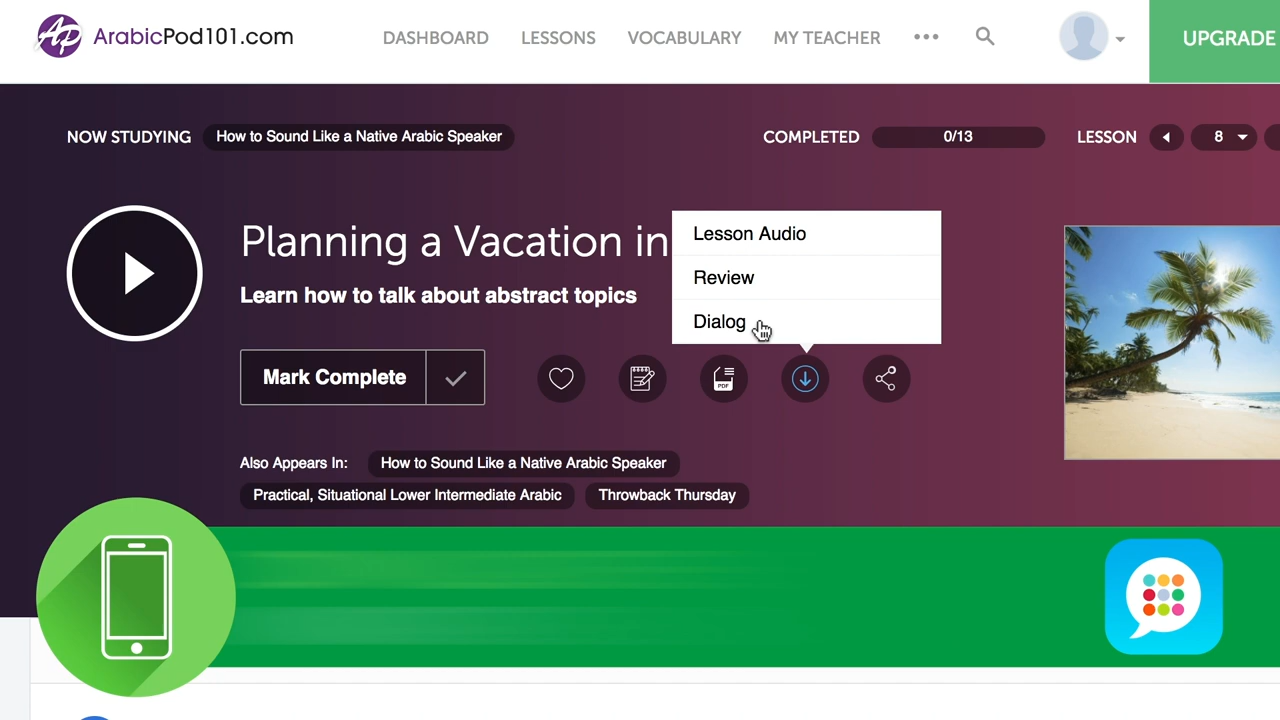 ArabicPod101.com
DASHBOARD LESSONS VOCABULARY MY TEACHER UPGRADE
NOW STUDYING How to Sound Like a Native Arabic Speaker COMPLETED 0/13 LESSON 8
Planning a Vacation in
Learn how to talk about abstract topics
Lesson Audio
Review
Dialog
Mark Complete
PDF
Also Appears In: How to Sound Like a Native Arabic Speaker
Practical, Situational Lower Intermediate Arabic Throwback Thursday